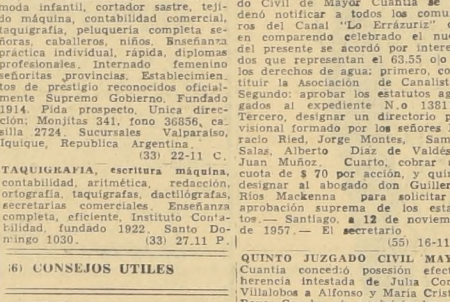 moda infantil, cortador sastre, teji-
do máquina, contabilidad comercial,
taquigrafía, peluquería completa se-
ñoras, caballeros, niños. Enseñanza
práctica individual, rápida, diplomas
profesionales. Internado femenino
señoritas provincias. Establecimien.
tos de prestigio reconocidos oficial-
mente Supremo Gobierno. Fundado
1914. Pida prospecto, Unica direc-
ción: Monjitas 341. fono 36856, ca-
silla 2724. Sucursales Valparaíso,
Iquique, Republica Argentina.
(33) 22-11 C.
TAQUIGRAFIA, escritura máquina,
contabilidad, aritmética, redacción,
ortografía, taquígrafas, dactilógrafas,
secretarias comerciales. Enseñanza
completa, eficiente, Instituto Conta-
bilidad, fundado 1922. Santo Do-
mingo 1030. (33) 27.11 P.
36) CONSEJOS UTILES
do Civil de Mayor Cuantía se
denó notificar a todos los comu
ros del Canal "Lo Errázuriz"
en comparendo celebrado el
del presente se acordó por intere
dos que representan el 63.55 o|o
los derechos de agua: primero, co
tituir la Asociación de Canalist
Segundo: aprobar los estatutos ag
gados al expediente N.o 1381
Tercero, designar un directorio p
visional formado por los señores
racio Ried, Jorge Montes, Sam
Salas, Alberto Díaz de Valdés
Juan Muñoz. Cuarto, cobrar
cuota de $ 70 por acción, y quin
designar al abogado don Guiller
Ríos Mackenna para solicitar
aprobación suprema de los esta
tos.— Santiago, a 12 de noviem
de 1957.— El secretario
(55) 16-11
QUINTO JUZGADO CIVIL MAY
Cuantía concedió posesión efect
herencia intestada de Julia Cor
Villalobos a Alfonso y María Crist